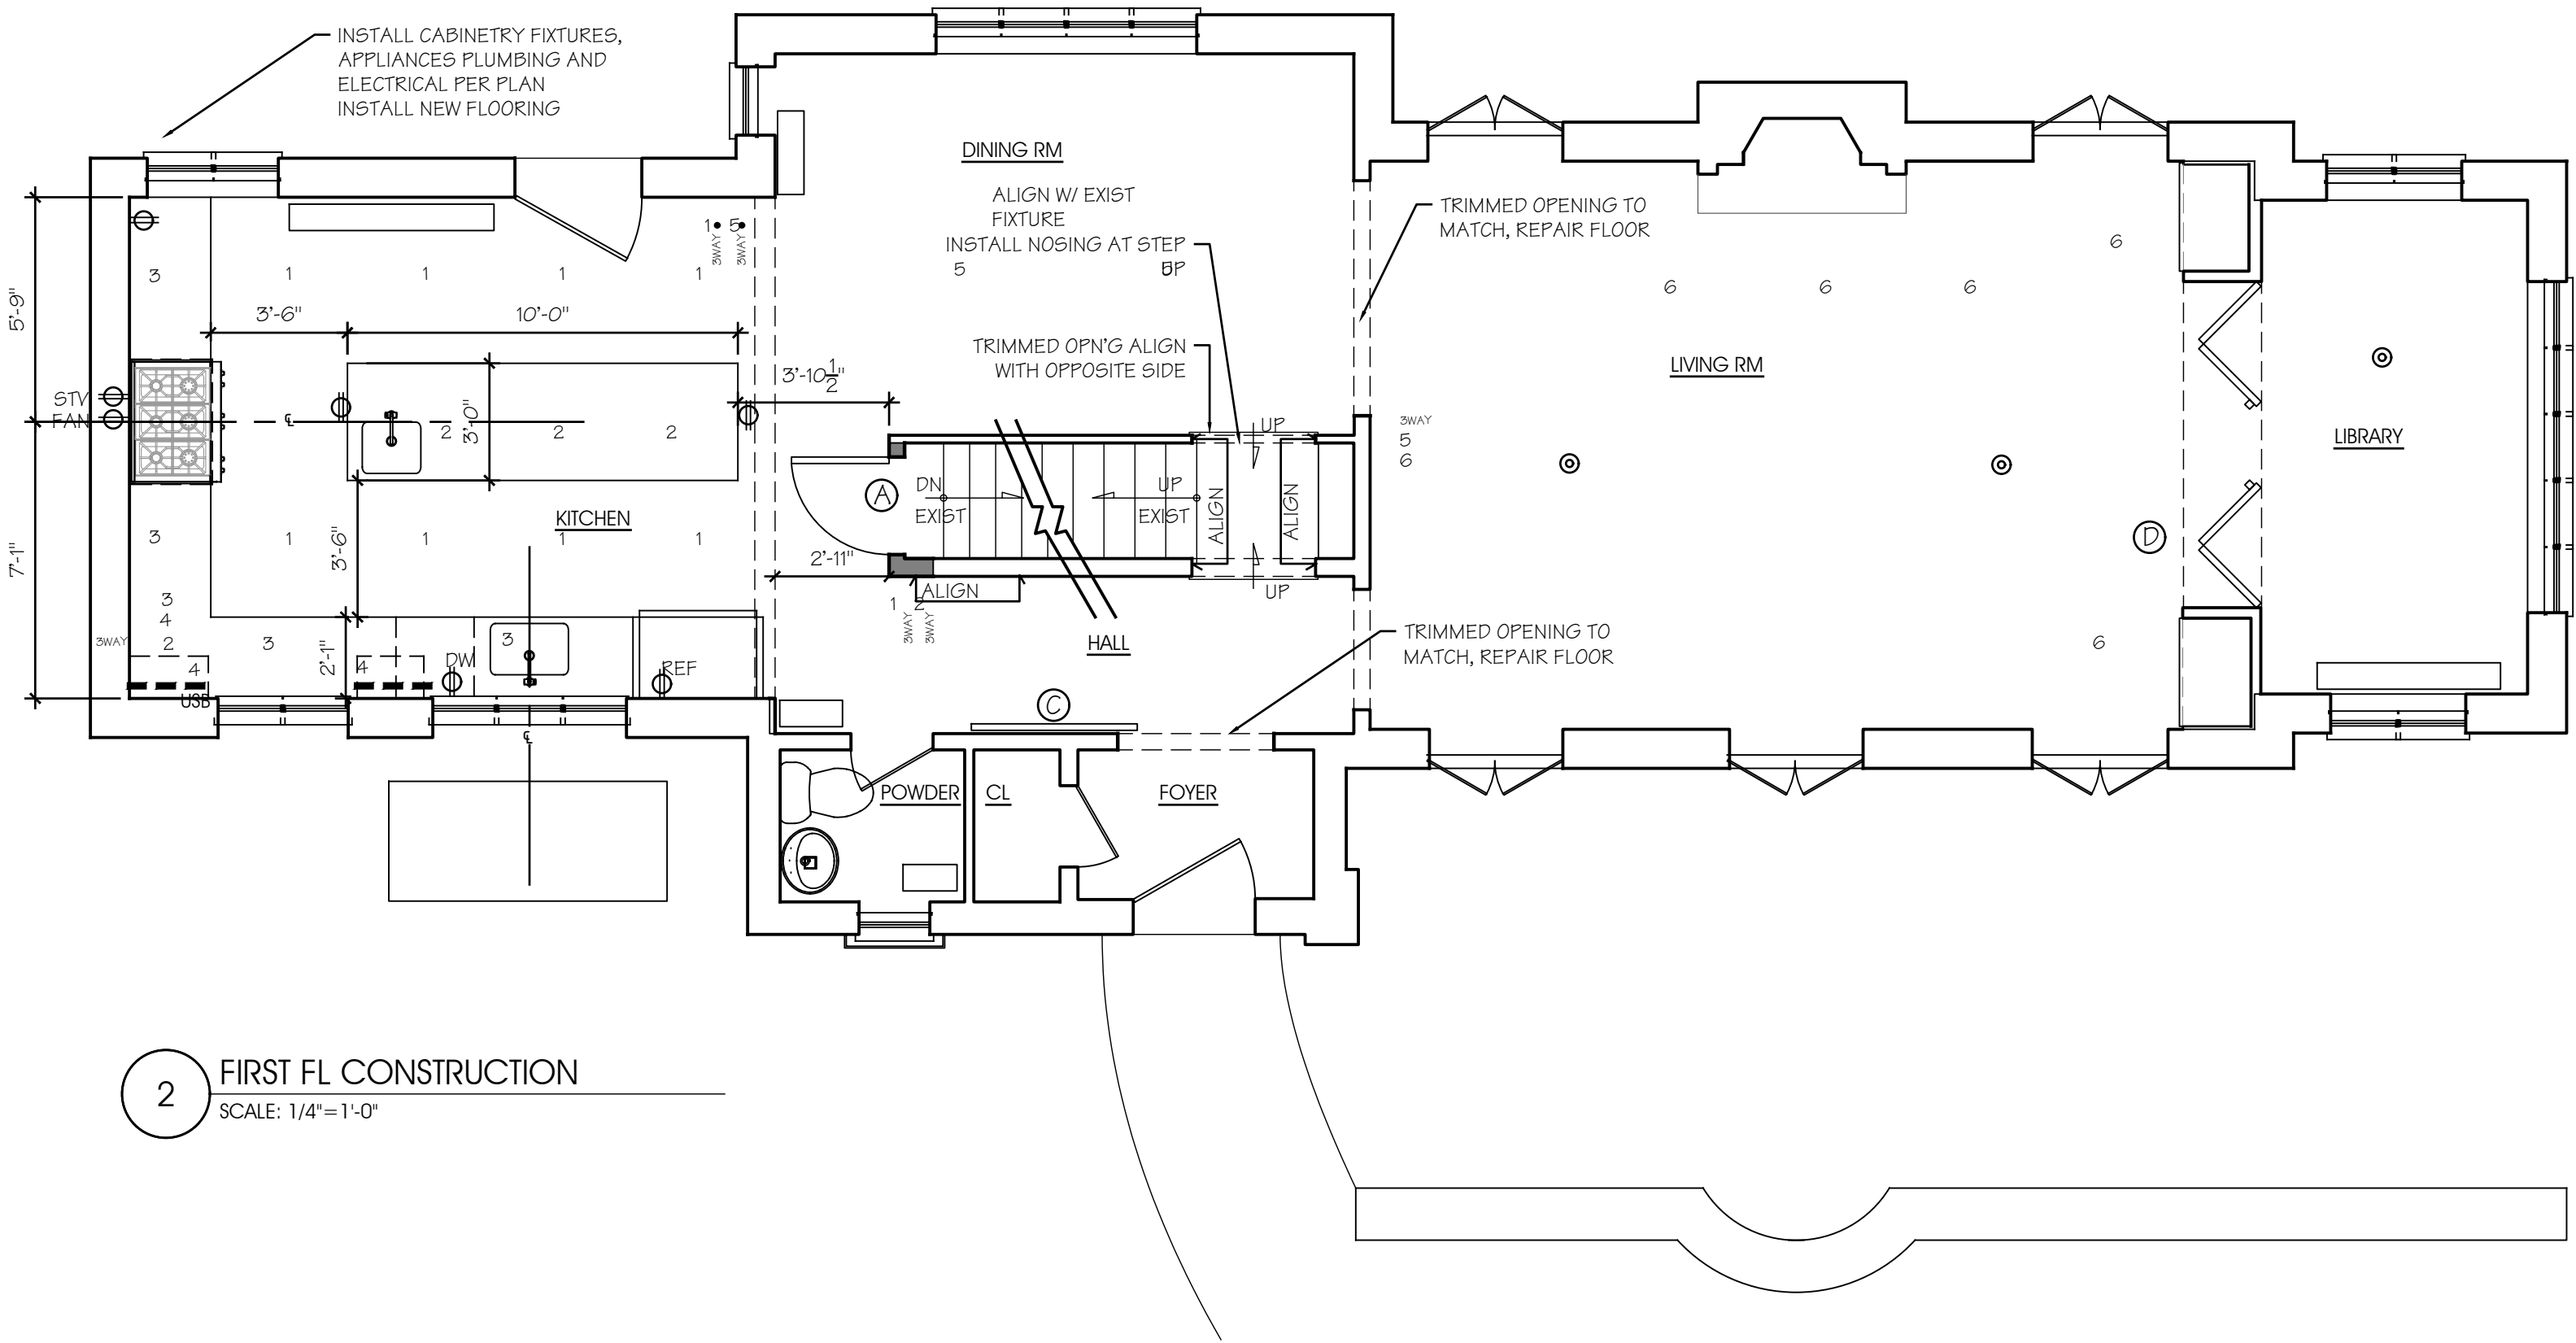 INSTALL CABINETRY FIXTURES,
APPLIANCES PLUMBING AND
ELECTRICAL PER PLAN
INSTALL NEW FLOORING
DINING RM
ALIGN W/ EXIST
FIXTURE
INSTALL NOSING AT STEP
5
5
UP
TRIMMED OPENING TO
MATCH, REPAIR FLOOR
6
6 6 6
1 5
3WAY 3WAY
3 1 1 1 1
5'-9"
3'-6" 10'-0"
3'-10 1/2"
TRIMMED OPN'G ALIGN
WITH OPPOSITE SIDE
LIVING RM
STV
FAN
℄
2 3'-0" 2 2
UP
3WAY
5
6
LIBRARY
A
DN
EXIST
UP
EXIST
ALIGN
ALIGN
KITCHEN
3 1 1 1 1
7'-1"
3'-6"
2'-11"
D
ALIGN
UP
1 2
3WAY 3WAY
3
4
3WAY 2
3 3
2'-1"
4 4
DW
REF
USB
HALL
TRIMMED OPENING TO
MATCH, REPAIR FLOOR
6
C
℄
POWDER
CL
FOYER
2
FIRST FL CONSTRUCTION
SCALE: 1/4"=1'-0"